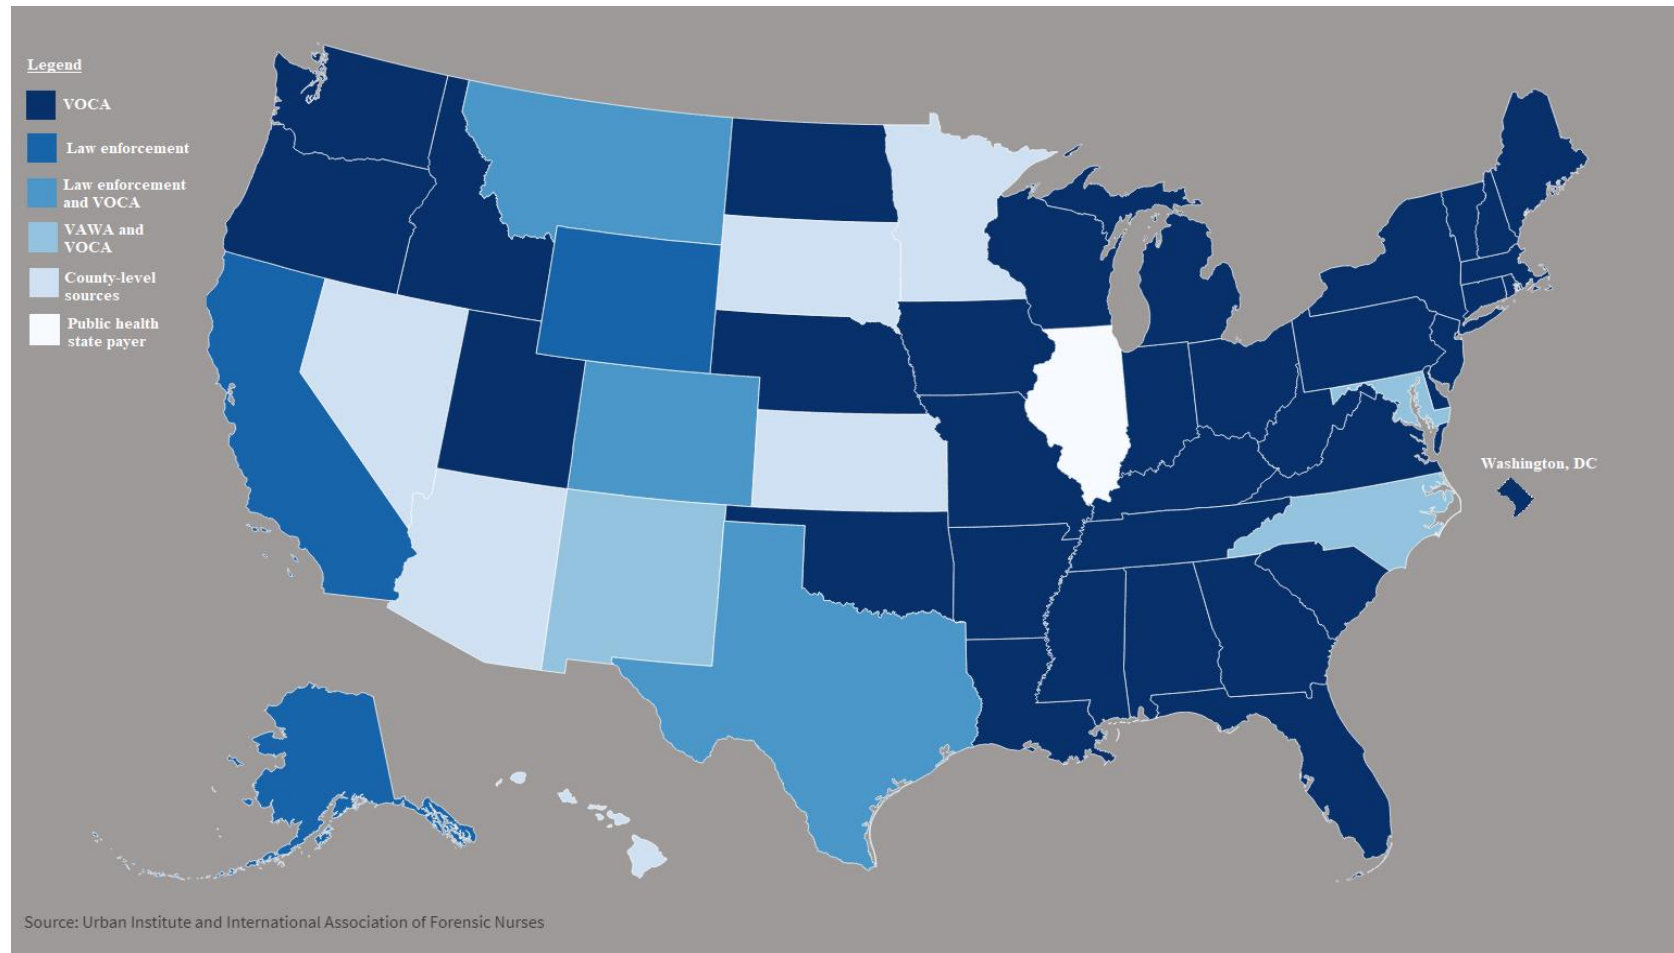 Legend
VOCA
Law enforcement
Law enforcement
and VOCA
VAWA and
VOCA
County-level
sources
Public health
state payer
Washington, DC
Source: Urban Institute and International Association of Forensic Nurses